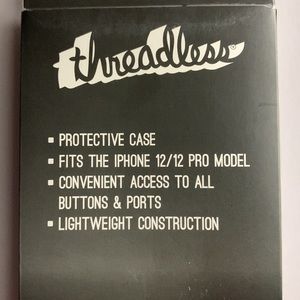 threadless®
▪ PROTECTIVE CASE
▪ FITS THE IPHONE 12/12 PRO MODEL
▪ CONVENIENT ACCESS TO ALL
BUTTONS & PORTS
▪ LIGHTWEIGHT CONSTRUCTION